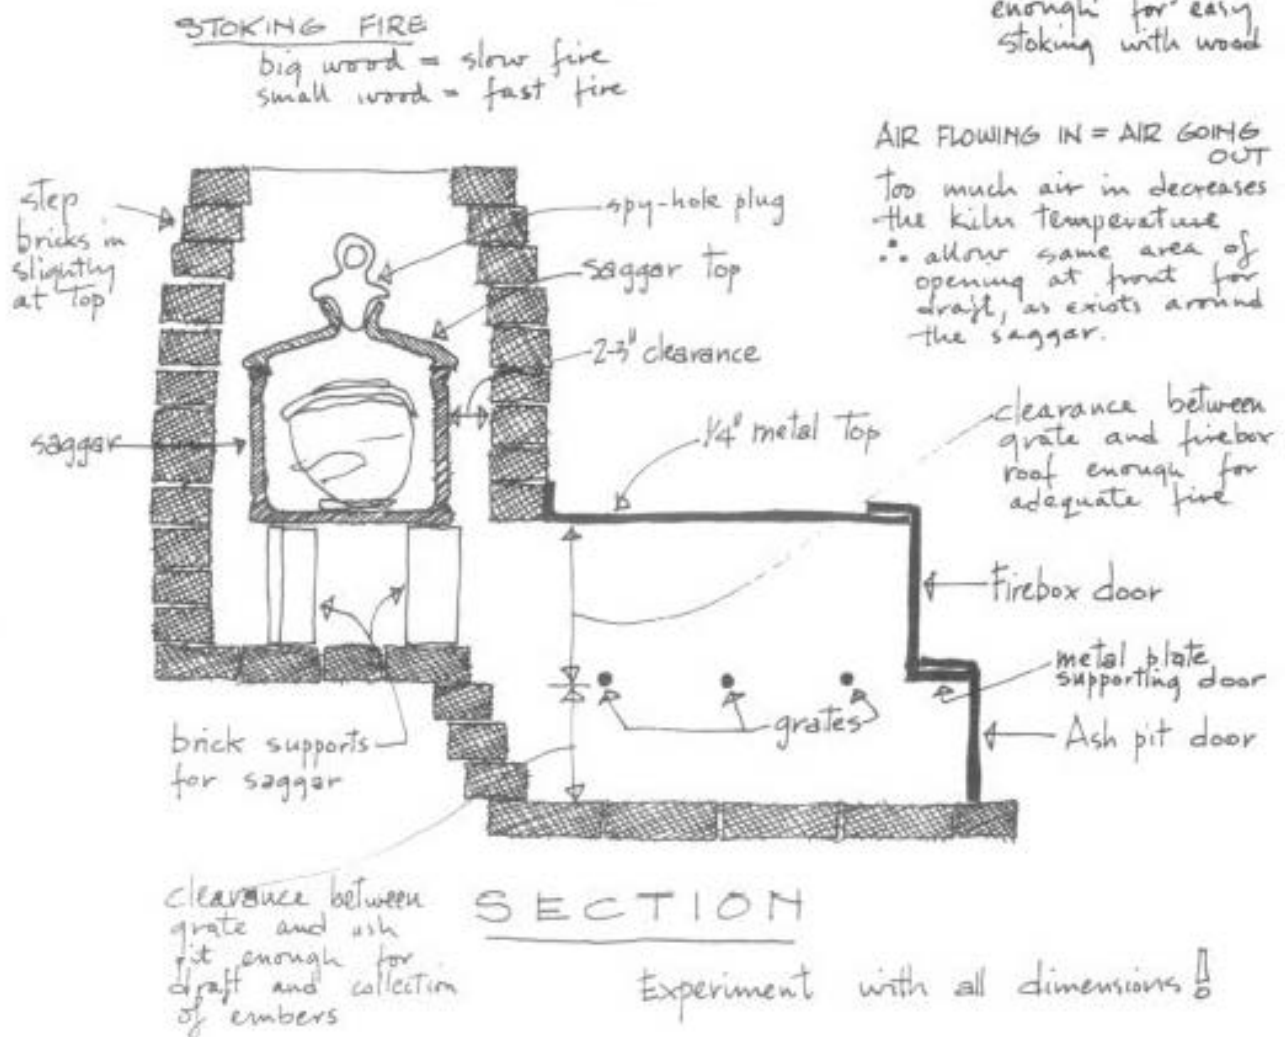 STOKING FIRE
big wood = slow fire
small wood = fast fire
enough for easy
stoking with wood
AIR FLOWING IN = AIR GOING
OUT
too much air in decreases
the kiln temperature
∴ allow same area of
opening at front for
draft, as exists around
the saggar.
step
bricks in
slightly
at top
spy-hole plug
saggar top
2-3" clearance
saggar
1/4" metal top
clearance between
grate and firebox
roof enough for
adequate fire
Firebox door
metal plate
supporting door
grates
Ash pit door
brick supports
for saggar
clearance between
grate and ash
pit enough for
draft and collection
of embers
SECTION
Experiment with all dimensions!